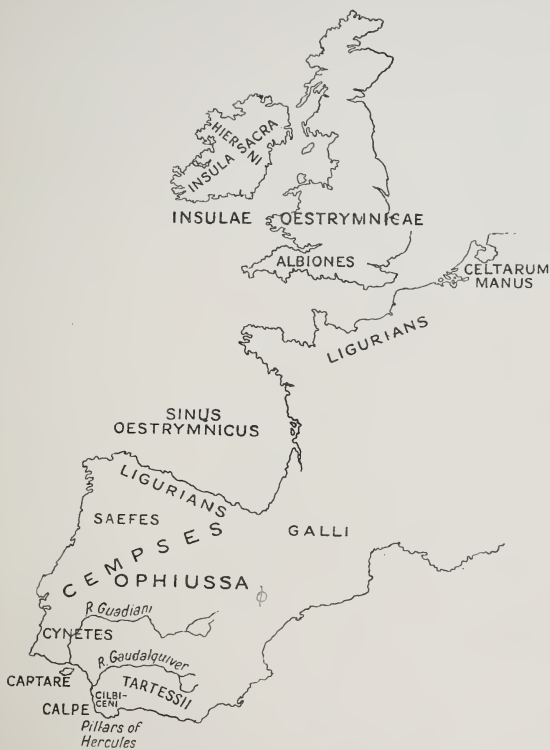 HIERNI
INSULA SACRA
INSULAE OESTRYMNICAE
ALBIONES
CELTARUM
MANUS
LIGURIANS
SINUS
OESTRYMNICUS
LIGURIANS
SAEFES
GALLI
CEMPSES
OPHIUSSA
R. Guadiani
CYNETES
R. Gaudalquiver
CAPTARE
TARTESSII
CILBI-
CENI
CALPE
Pillars of
Hercules